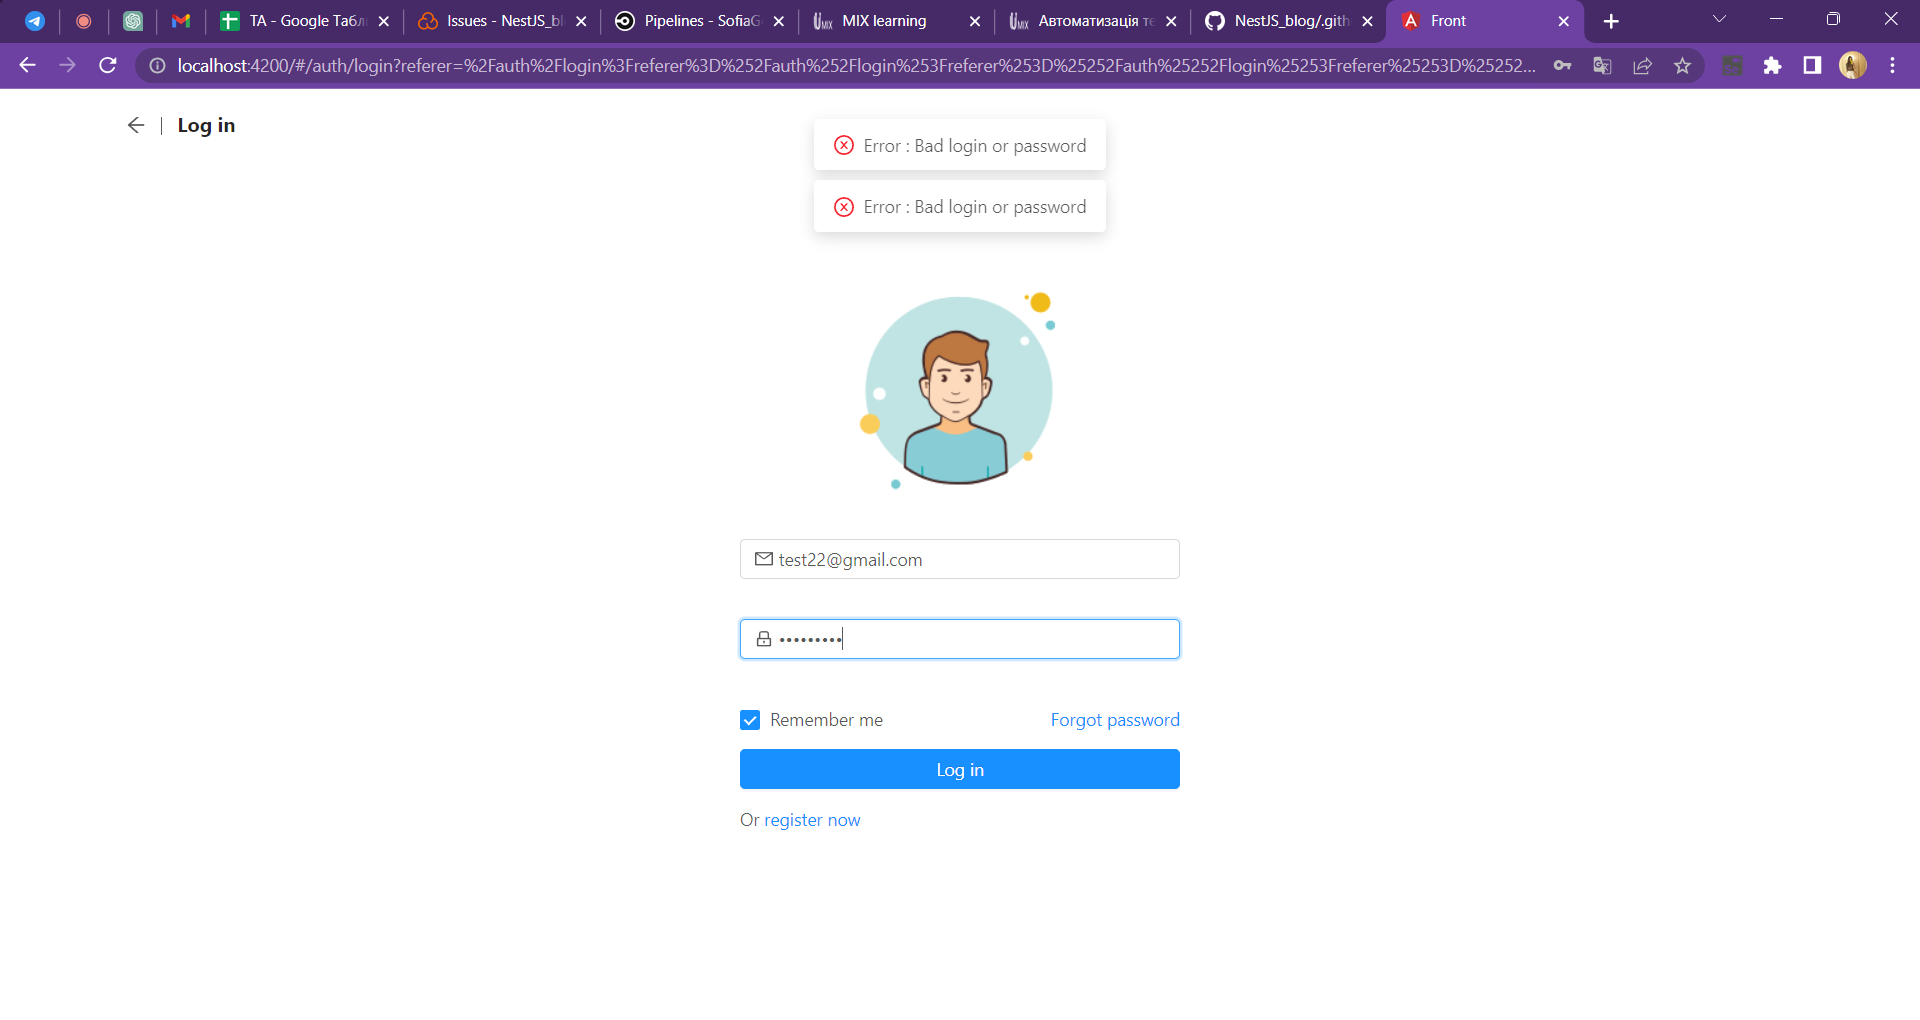 TA - Google Табл
Issues - NestJS_bl
Pipelines - SofiaG
MIX learning
Автоматизація те
NestJS_blog/.gith
Front
localhost:4200/#/auth/login?referer=%2Fauth%2Flogin%3Freferer%3D%252Fauth%252Flogin%253Freferer%253D%25252Fauth%25252Flogin%25253Freferer%25253D%25252...
Log in
Error : Bad login or password
Error : Bad login or password
test22@gmail.com
Remember me
Forgot password
Log in
Or register now